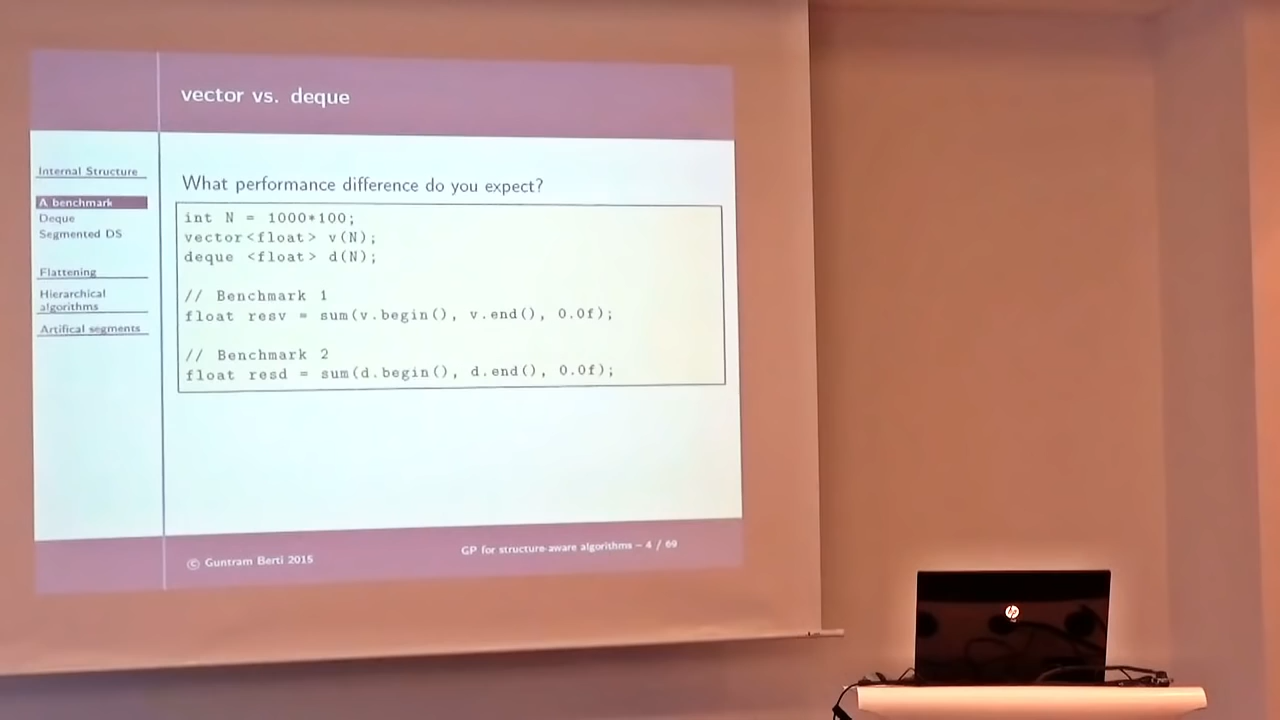 vector vs. deque
Internal Structure
A benchmark
Deque
Segmented DS
Flattening
Hierarchical
algorithms
Artifical segments
What performance difference do you expect?
int N = 1000*100;
vector<float> v(N);
deque <float> d(N);
// Benchmark 1
float resv = sum(v.begin(), v.end(), 0.0f);
// Benchmark 2
float resd = sum(d.begin(), d.end(), 0.0f);
© Guntram Berti 2015
GP for structure-aware algorithms – 4 / 69
hp